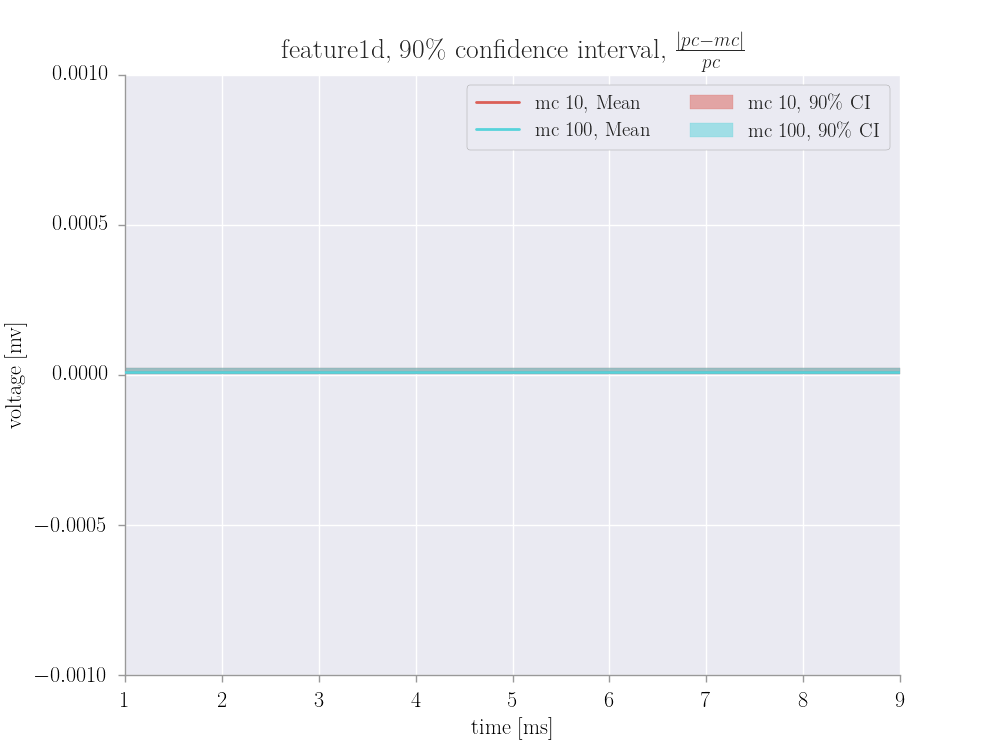 feature1d, 90% confidence interval, |pc−mc|/pc
mc 10, Mean
mc 100, Mean
mc 10, 90% CI
mc 100, 90% CI
0.0010
0.0005
0.0000
−0.0005
−0.0010
voltage [mv]
1 2 3 4 5 6 7 8 9
time [ms]